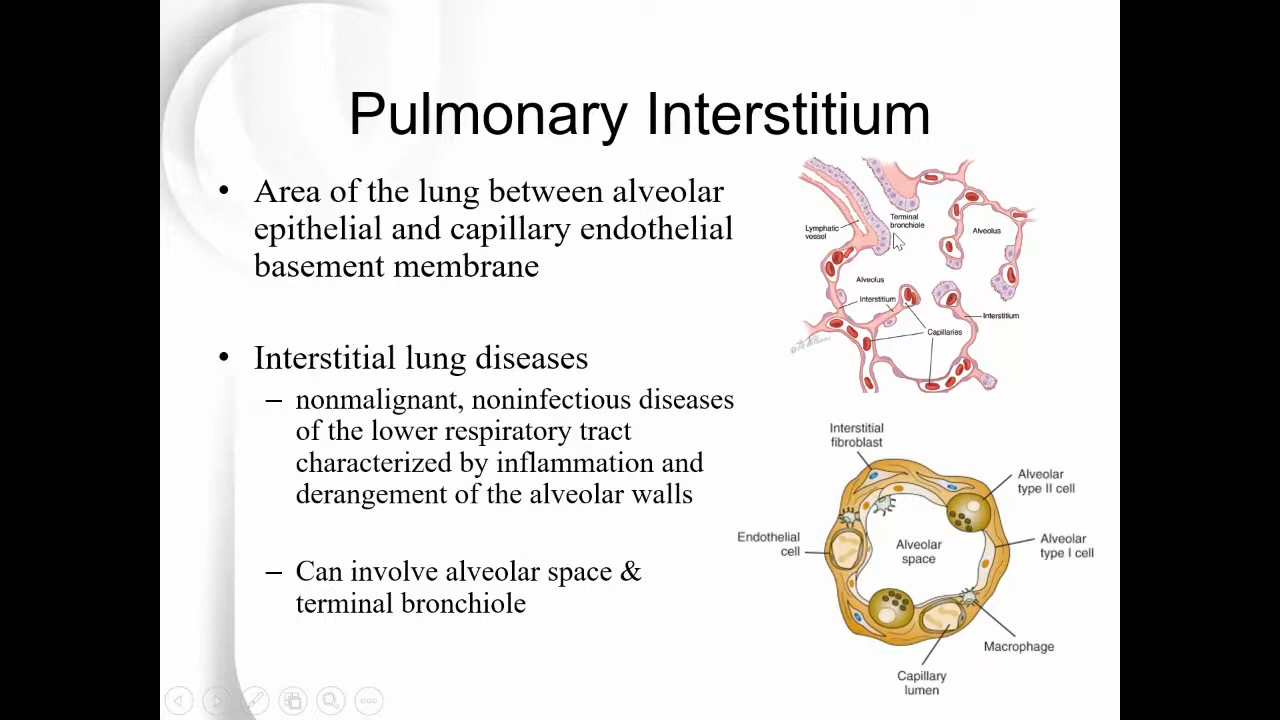 Pulmonary Interstitium
• Area of the lung between alveolar
epithelial and capillary endothelial
basement membrane
• Interstitial lung diseases
– nonmalignant, noninfectious diseases
of the lower respiratory tract
characterized by inflammation and
derangement of the alveolar walls
– Can involve alveolar space &
terminal bronchiole
Terminal
bronchiole
Lymphatic
vessel
Alveolus
Alveolus
Interstitium
Interstitium
Capillaries
Interstitial
fibroblast
Alveolar
type II cell
Endothelial
cell
Alveolar
space
Alveolar
type I cell
Macrophage
Capillary
lumen